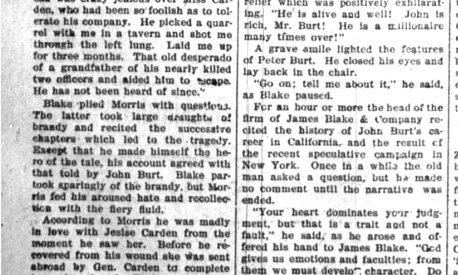 den, who had been so foolish as to tol-
erate his company. He picked a quar-
rel with me in a tavern and shot me
through the left lung. Laid me up
for three months. That old desperado
of a grandfather of his nearly killed
two officers and aided him to escape.
He has not been heard of since."
Blake plied Morris with questions.
The latter took large draughts of
brandy and recited the successive
chapters which led to the tragedy.
Except that he made himself the he-
ro of the tale, his account agreed with
that told by John Burt. Blake par-
took sparingly of the brandy, but Mor-
ris fed his aroused hate and recollec-
tion with the fiery fluid.
According to Morris he was madly
in love with Jessie Carden from the
moment he saw her. Before he re-
covered from his wound she was sent
abroad by Gen. Carden to complete
relief which was positively exhilarat-
ing. "He is alive and well! John is
rich, Mr. Burt! He is a millionaire
many times over!"
A grave smile lighted the features
of Peter Burt. He closed his eyes and
lay back in the chair.
"Go on; tell me about it," he said,
as Blake paused.
For an hour or more the head of the
firm of James Blake & Company re-
cited the history of John Burt's ca-
reer in California, and the result of
the recent speculative campaign in
New York. Once in a while the old
man asked a question, but he made
no comment until the narrative was
ended.
"Your heart dominates your judg-
ment, but that is a trait and not a
fault," he said, as he arose and of-
fered his hand to James Blake. "God
gives us emotions and faculties; from
them we must develop character. Do